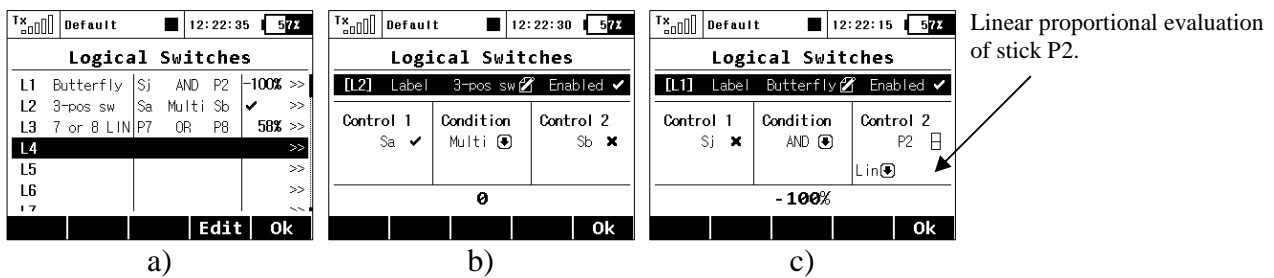 Tx Default 12:22:35 57%
Logical Switches
L1 Butterfly Sj AND P2 -100% >>
L2 3-pos sw Sa Multi Sb ✔ >>
L3 7 or 8 LIN P7 OR P8 58% >>
L4 >>
L5 >>
L6 >>
L7
Edit Ok
a)
Tx Default 12:22:30 57%
Logical Switches
[L2] Label 3-pos sw Enabled ✔
Control 1 Condition Control 2
Sa ✔ Multi Sb ✖
0
Ok
b)
Tx Default 12:22:15 57%
Logical Switches
[L1] Label Butterfly Enabled ✔
Control 1 Condition Control 2
Sj ✖ AND P2
Lin
-100%
Ok
c)
Linear proportional evaluation
of stick P2.